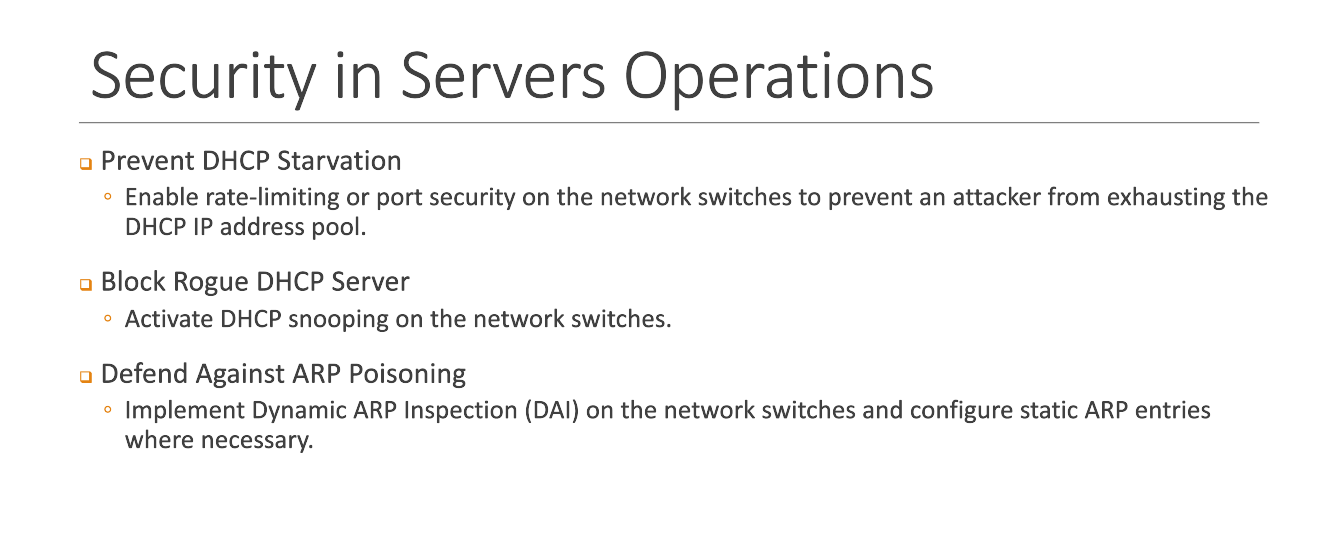 Security in Servers Operations
Prevent DHCP Starvation
Enable rate-limiting or port security on the network switches to prevent an attacker from exhausting the
DHCP IP address pool.
Block Rogue DHCP Server
Activate DHCP snooping on the network switches.
Defend Against ARP Poisoning
Implement Dynamic ARP Inspection (DAI) on the network switches and configure static ARP entries
where necessary.